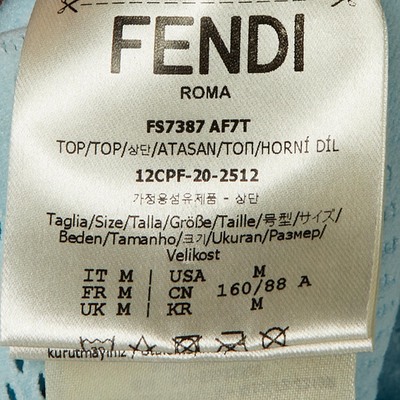 FENDI
ROMA
FS7387 AF7T
TOP/TOP/상단/ATASAN/ТОП/HORNÍ DÍL
12CPF-20-2512
가정용섬유제품 - 상단
Taglia/Size/Talla/Größe/Taille/号型/サイズ/
Beden/Tamanho/크기/Ukuran/Размер/
Velikost
IT M | USA M
FR M | CN 160/88 A
UK M | KR M
kurutmayınız